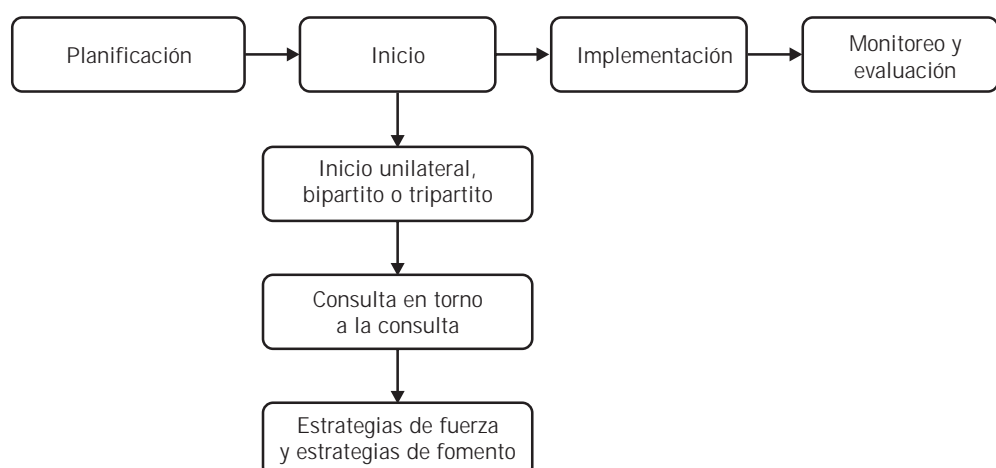 Planificación
Inicio
Implementación
Monitoreo y
evaluación
Inicio unilateral,
bipartito o tripartito
Consulta en torno
a la consulta
Estrategias de fuerza
y estrategias de fomento